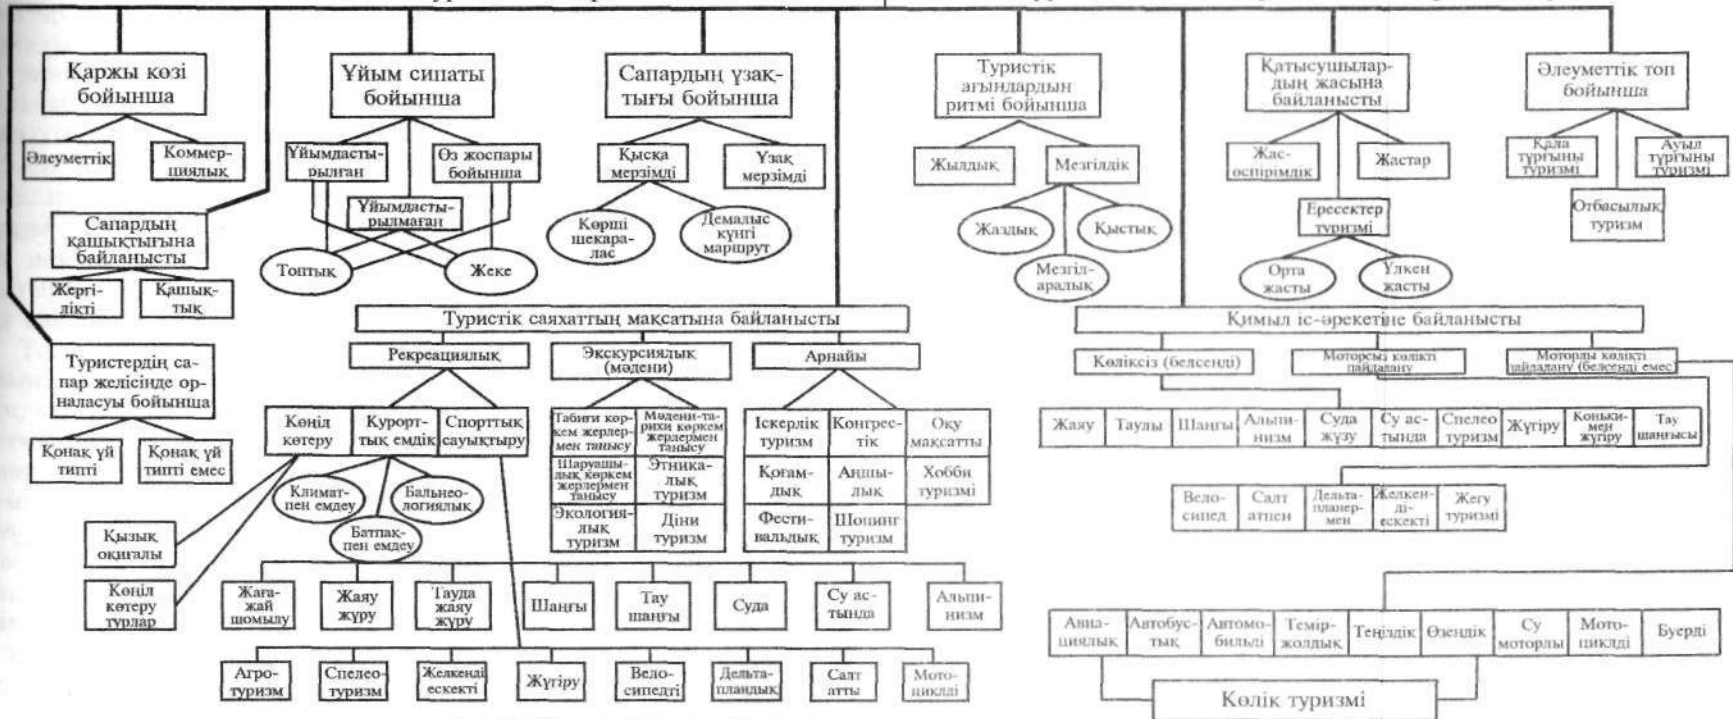 Қаржы көзі
бойынша
Ұйым сипаты
бойынша
Сапардың ұзақ-
тығы бойынша
Туристік
ағындардың
ритмі бойынша
Қатысушылар-
дың жасына
байланысты
Әлеуметтік топ
бойынша
Әлеуметтік
Коммер-
циялық
Ұйымдасты-
рылған
Өз жоспары
бойынша
Ұйымдасты-
рылмаған
Топтық
Жеке
Қысқа
мерзімді
Ұзақ
мерзімді
Көрші
шекара-
лас
Демалыс
күнгі
маршрут
Жылдық
Мезгілдік
Жаздық
Қыстық
Мезгіл-
аралық
Жас-
өспірімдік
Жастар
Ересектер
туризмі
Орта
жасты
Үлкен
жасты
Қала
тұрғыны
туризмі
Ауыл
тұрғыны
туризмі
Отбасылық
туризм
Сапардың
қашықтығына
байланысты
Жергі-
лікті
Қашық-
тық
Туристердің са-
пар желісінде ор-
наласуы бойынша
Қонақ үй
типті
Қонақ үй
типті емес
Туристік саяхаттың мақсатына байланысты
Рекреациялық
Экскурсиялық
(мәдени)
Арнайы
Көңіл
көтеру
Курорт-
тық емдік
Спорттық
сауықтыру
Климат-
пен емдеу
Бальнео-
логиялық
Батпақ-
пен емдеу
Қызық
оқиғалы
Көңіл
көтеру
турлар
Табиғи көр-
кем жерлер-
мен танысу
Мәдени-та-
рихи көркем
жерлермен
танысу
Шаруашы-
лық көркем
жерлермен
танысу
Этника-
лық
туризм
Экология-
лық
туризм
Діни
туризм
Іскерлік
туризм
Конгрес-
тік
Оқу
мақсатты
Қоғам-
дық
Аңшы-
лық
Хобби
туризмі
Фести-
вальдық
Шопинг
туризм
Жаға-
жай
шомылу
Жаяу
жүру
Тауда
жаяу
жүру
Шаңғы
Тау
шаңғы
Суда
Су ас-
тында
Альпи-
низм
Агро-
туризм
Спелео-
туризм
Желкенді
ескекті
Жүгіру
Вело-
сипедті
Дельта-
пландық
Салт
атты
Мото-
циклді
Қимыл іс-әрекетіне байланысты
Көліксіз (белсенді)
Моторсыз көлікті
пайдалану
Моторлы көлікті
пайдалану (белсенді емес)
Жаяу
Таулы
Шаңғы
Альпи-
низм
Суда
жүзу
Су ас-
тында
Спелео
туризм
Жүгіру
Коньки-
мен
жүгіру
Тау
шаңғысы
Вело-
сипед
Салт
атпен
Дельта-
планер-
мен
Желкен-
ді-
ескекті
Жегу
туризмі
Авиа-
циялық
Автобус-
тық
Автомо-
бильді
Темір-
жолдық
Теңіздік
Өзендік
Су
моторлы
Мото-
циклді
Буерді
Көлік туризмі